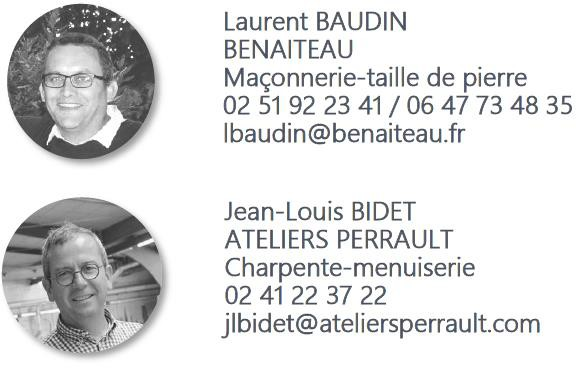 Laurent BAUDIN
BENAITEAU
Maçonnerie-taille de pierre
02 51 92 23 41 / 06 47 73 48 35
lbaudin@benaiteau.fr
Jean-Louis BIDET
ATELIERS PERRAULT
Charpente-menuiserie
02 41 22 37 22
jlbidet@ateliersperrault.com